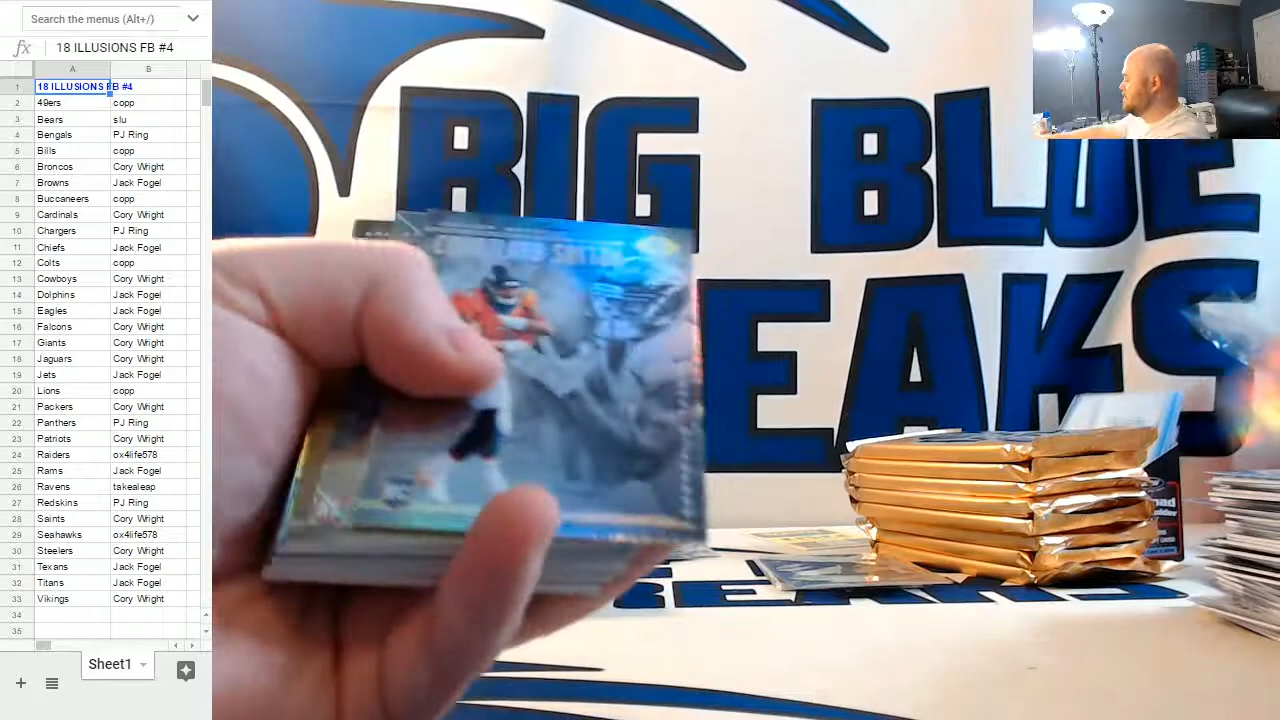 Search the menus (Alt+/)
fx 18 ILLUSIONS FB #4
A B
1 18 ILLUSIONS FB #4
2 49ers copp
3 Bears slu
4 Bengals PJ Ring
5 Bills copp
6 Broncos Cory Wright
7 Browns Jack Fogel
8 Buccaneers copp
9 Cardinals Cory Wright
10 Chargers PJ Ring
11 Chiefs Jack Fogel
12 Colts copp
13 Cowboys Cory Wright
14 Dolphins Jack Fogel
15 Eagles Jack Fogel
16 Falcons Cory Wright
17 Giants Cory Wright
18 Jaguars Cory Wright
19 Jets Jack Fogel
20 Lions copp
21 Packers Cory Wright
22 Panthers PJ Ring
23 Patriots Cory Wright
24 Raiders ox4life578
25 Rams Jack Fogel
26 Ravens takealeap
27 Redskins PJ Ring
28 Saints Cory Wright
29 Seahawks ox4life578
30 Steelers Cory Wright
31 Texans Jack Fogel
32 Titans Jack Fogel
33 Vikings Cory Wright
34
35
Sheet1
BIG BLUE
REAKS
SUTTON
REAKS